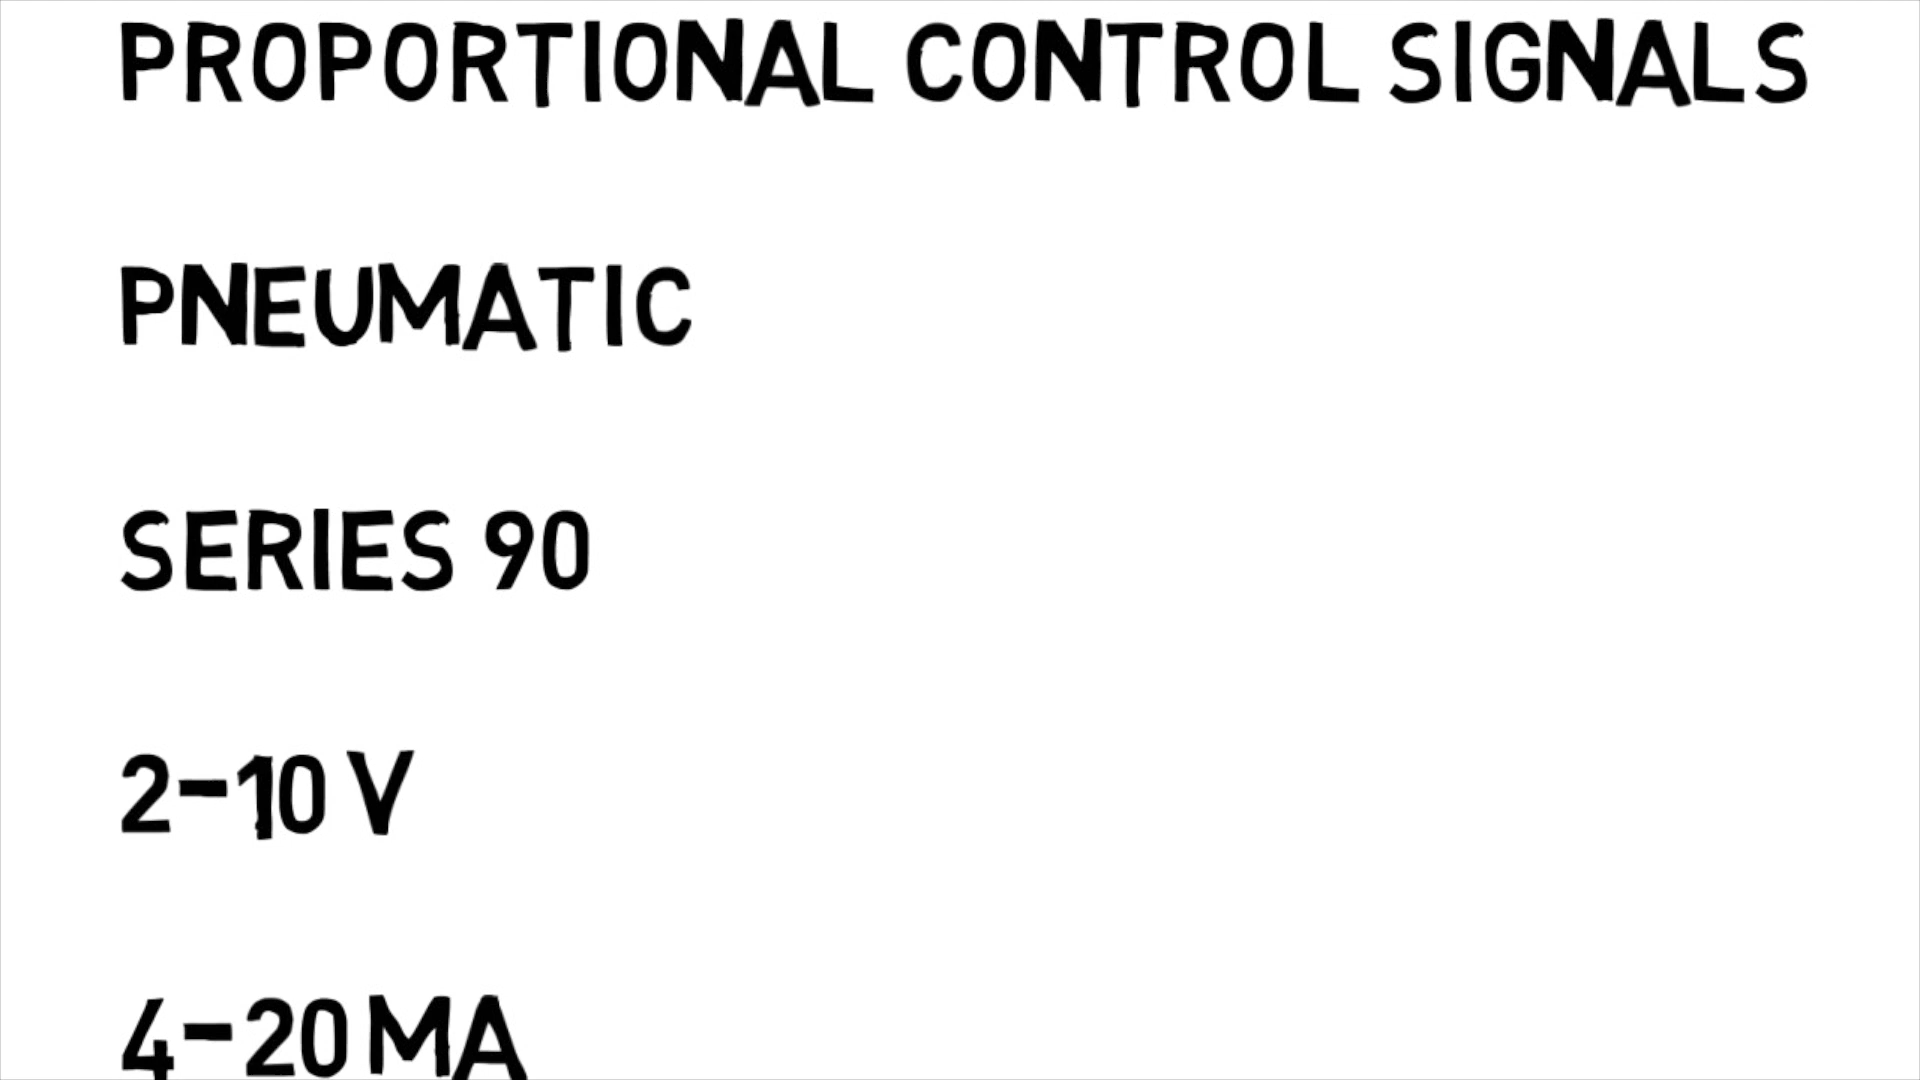 PROPORTIONAL CONTROL SIGNALS
PNEUMATIC
SERIES 90
2-10 V
4-20 MA